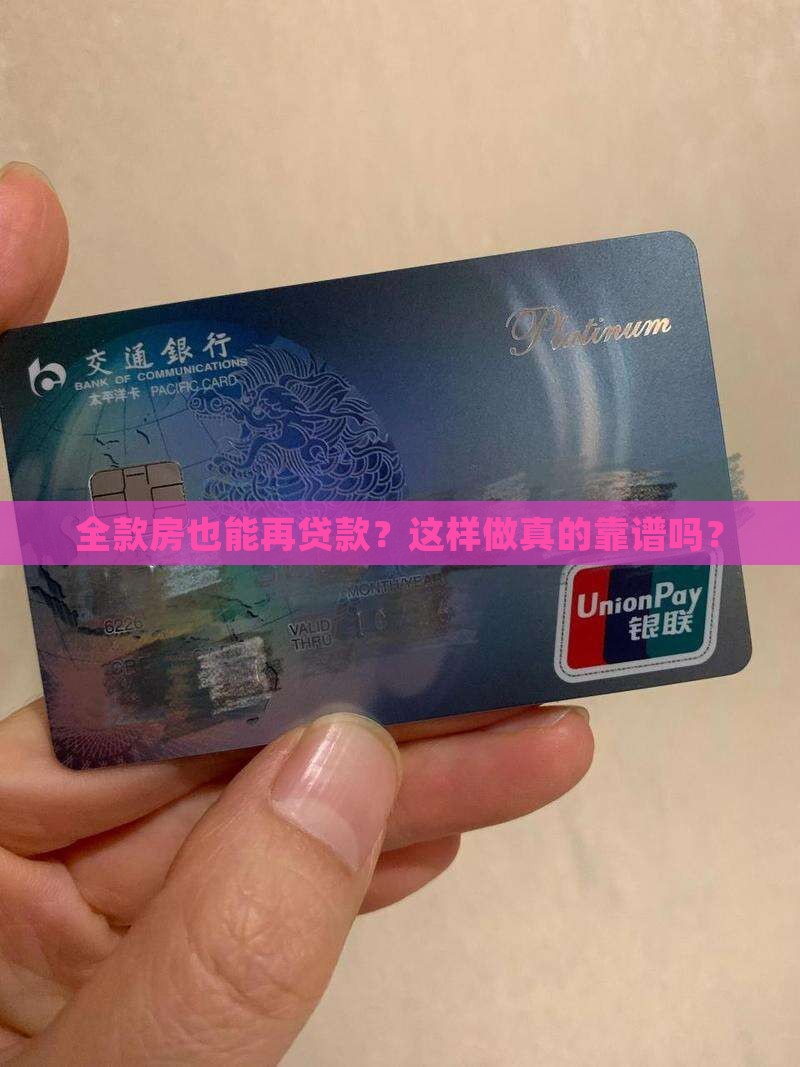 交通銀行
BANK OF COMMUNICATIONS
太平洋卡 PACIFIC CARD
Platinum
全款房也能再贷款？这样做真的靠谱吗？
MONTH/YEAR
6226
VALID
THRU
UnionPay
银联